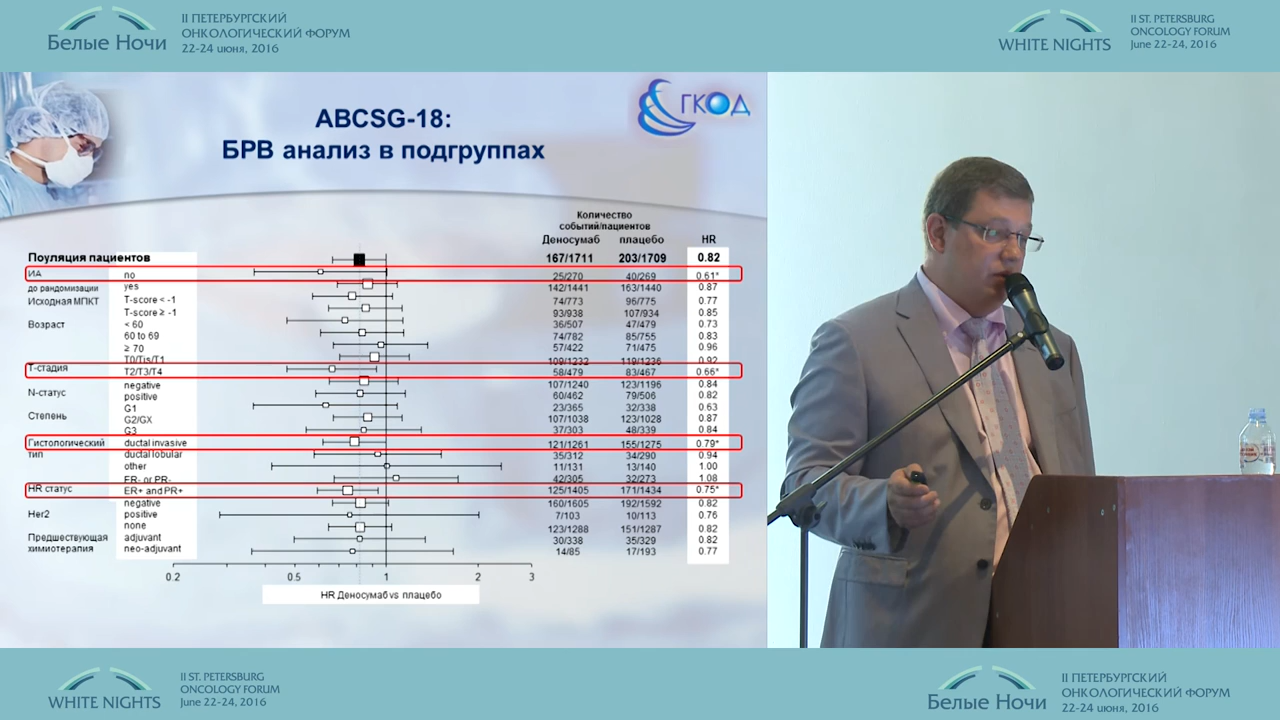 Белые Ночи
II ПЕТЕРБУРГСКИЙ
ОНКОЛОГИЧЕСКИЙ ФОРУМ
22-24 июня, 2016
WHITE NIGHTS
II ST. PETERSBURG
ONCOLOGY FORUM
June 22-24, 2016
ГКОД
ABCSG-18:
БРВ анализ в подгруппах
Количество
событий/пациентов
Деносумаб плацебо HR
Поуляция пациентов 167/1711 203/1709 0.82
ИА no 25/270 40/269 0.61*
до рандомизации yes 142/1441 163/1440 0.87
Исходная МПКТ T-score < -1 74/773 96/775 0.77
T-score ≥ -1 93/938 107/934 0.85
Возраст < 60 36/507 47/479 0.73
60 to 69 74/782 85/755 0.83
≥ 70 57/422 71/475 0.96
T0/Tis/T1 109/1232 119/1236 0.92
Т-стадия T2/T3/T4 58/479 83/467 0.66*
negative 107/1240 123/1196 0.84
N-статус positive 60/462 79/506 0.82
G1 23/365 32/338 0.63
Степень G2/GX 107/1038 123/1028 0.87
G3 37/303 48/339 0.84
Гистологический ductal invasive 121/1261 155/1275 0.79*
тип ductal lobular 35/312 34/290 0.94
other 11/131 13/140 1.00
ER- or PR- 42/305 32/273 1.08
HR статус ER+ and PR+ 125/1405 171/1434 0.75*
negative 160/1605 192/1592 0.82
Her2 positive 7/103 10/113 0.76
none 123/1288 151/1287 0.82
Предшествующая adjuvant 30/338 35/329 0.82
химиотерапия neo-adjuvant 14/85 17/193 0.77
0.2 0.5 1 2 3
HR Деносумаб vs плацебо
WHITE NIGHTS
II ST. PETERSBURG
ONCOLOGY FORUM
June 22-24, 2016
Белые Ночи
II ПЕТЕРБУРГСКИЙ
ОНКОЛОГИЧЕСКИЙ ФОРУМ
22-24 июня, 2016